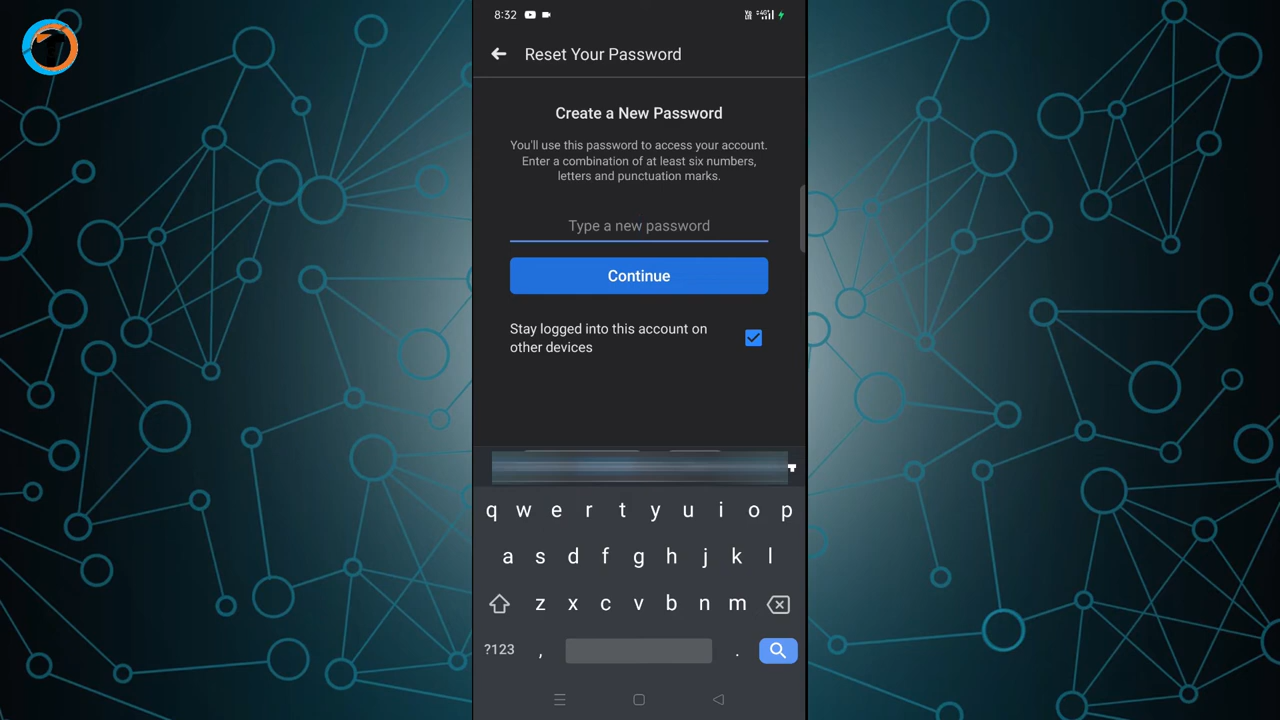 8:32
Reset Your Password
Create a New Password
You'll use this password to access your account.
Enter a combination of at least six numbers,
letters and punctuation marks.
Type a new password
Continue
Stay logged into this account on
other devices
q w e r t y u i o p
a s d f g h j k l
z x c v b n m
?123 , .